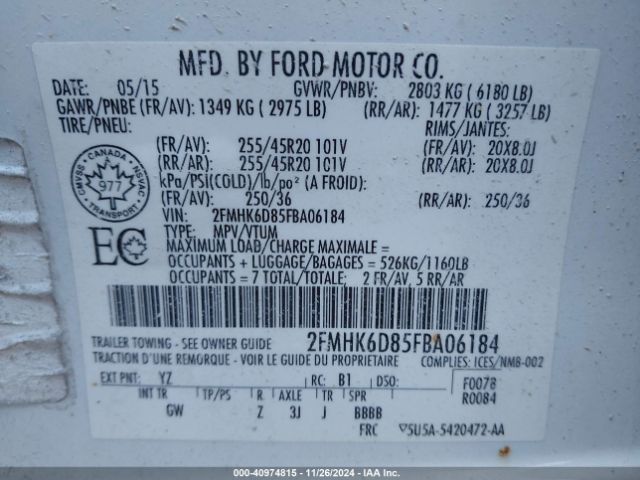 MFD. BY FORD MOTOR CO.
DATE: 05/15 GVWR/PNBV: 2803 KG ( 6180 LB)
GAWR/PNBE (FR/AV): 1349 KG ( 2975 LB) (RR/AR): 1477 KG ( 3257 LB)
TIRE/PNEU: RIMS/JANTES:
(FR/AV): 255/45R20 101V (FR/AV): 20X8.0J
(RR/AR): 255/45R20 101V (RR/AR): 20X8.0J
kPa/PSI(COLD)/lb/po² (A FROID):
(FR/AV): 250/36 (RR/AR): 250/36
VIN: 2FMHK6D85FBA06184
TYPE: MPV/VTUM
MAXIMUM LOAD/CHARGE MAXIMALE =
OCCUPANTS + LUGGAGE/BAGAGES = 526KG/1160LB
OCCUPANTS = 7 TOTAL/TOTALE; 2 FR/AV, 5 RR/AR
CANADA
CMVSS
NSVAC
977
TRANSPORT
EC
TRAILER TOWING - SEE OWNER GUIDE 2FMHK6D85FBA06184
TRACTION D'UNE REMORQUE - VOIR LE GUIDE DU PROPRIETAIRE COMPLIES: ICES/NMB-002
EXT PNT: YZ RC: B1 DSO: F0078
INT TR TP/PS R AXLE TR SPR R0084
GW Z 3J J BBBB
FRC 5U5A-5420472-AA
000-40974815 - 11/26/2024 - IAA Inc.